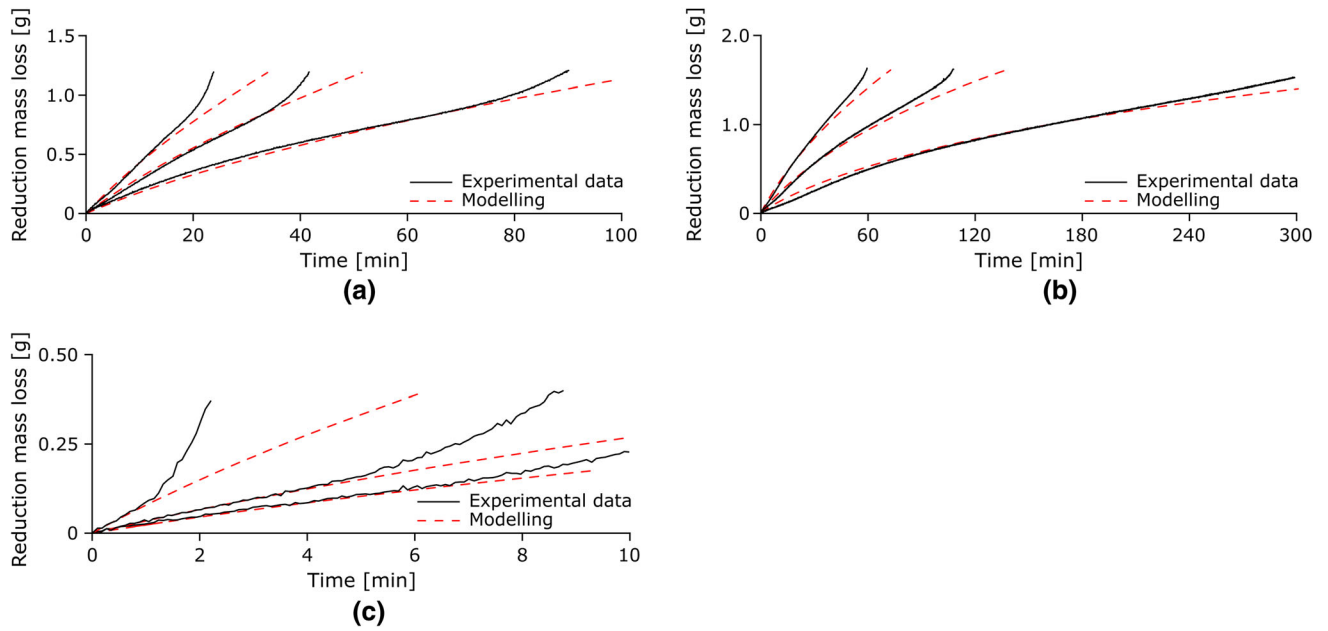 Reduction mass loss [g]
1.5
1.0
0.5
0
0 20 40 60 80 100
Time [min]
Experimental data
Modelling
(a)
Reduction mass loss [g]
2.0
1.0
0
0 60 120 180 240 300
Time [min]
Experimental data
Modelling
(b)
Reduction mass loss [g]
0.50
0.25
0
0 2 4 6 8 10
Time [min]
Experimental data
Modelling
(c)